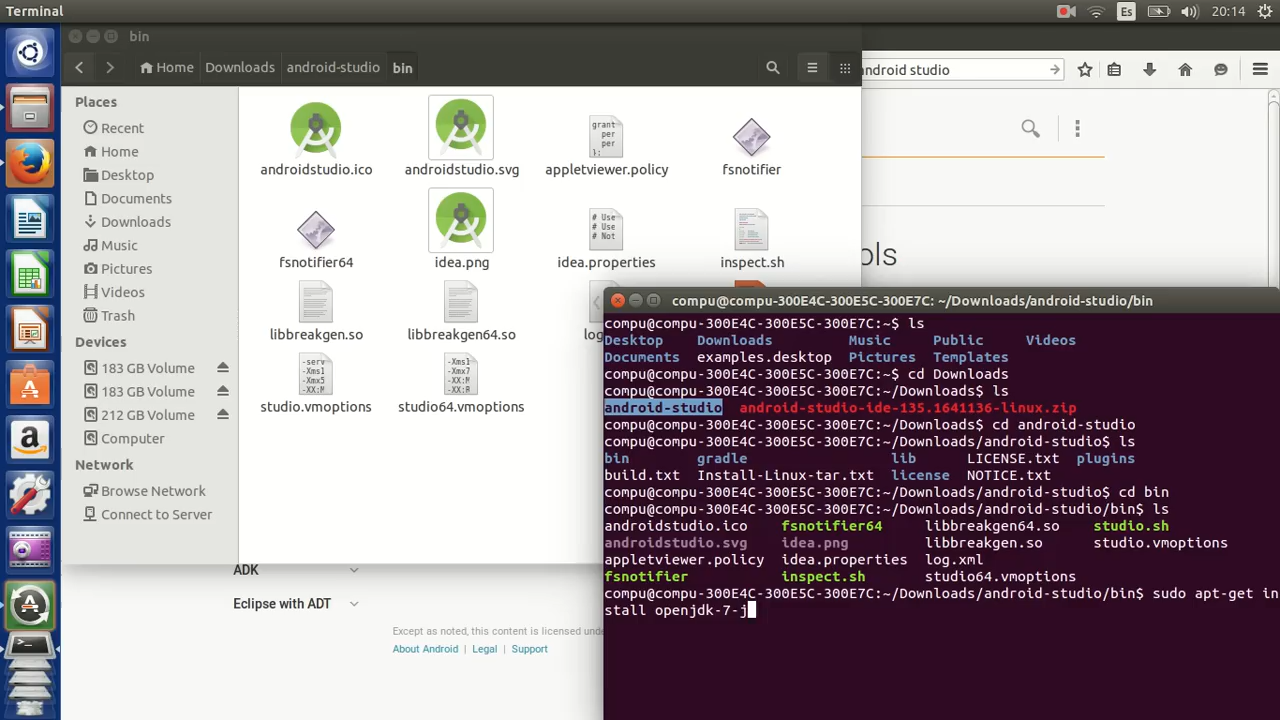 Terminal
Es
20:14
bin
Home
Downloads
android-studio
bin
android studio
Places
Recent
Home
Desktop
Documents
Downloads
Music
Pictures
Videos
Trash
Devices
183 GB Volume
183 GB Volume
212 GB Volume
Computer
Network
Browse Network
Connect to Server
androidstudio.ico
androidstudio.svg
appletviewer.policy
fsnotifier
fsnotifier64
idea.png
idea.properties
inspect.sh
libbreakgen.so
libbreakgen64.so
log
studio.vmoptions
studio64.vmoptions
ols
ADK
Eclipse with ADT
Except as noted, this content is licensed
About Android | Legal | Support
compu@compu-300E4C-300E5C-300E7C: ~/Downloads/android-studio/bin
compu@compu-300E4C-300E5C-300E7C:~$ ls
Desktop Downloads Music Public Videos
Documents examples.desktop Pictures Templates
compu@compu-300E4C-300E5C-300E7C:~$ cd Downloads
compu@compu-300E4C-300E5C-300E7C:~/Downloads$ ls
android-studio android-studio-ide-135.1641136-linux.zip
compu@compu-300E4C-300E5C-300E7C:~/Downloads$ cd android-studio
compu@compu-300E4C-300E5C-300E7C:~/Downloads/android-studio$ ls
bin gradle lib LICENSE.txt plugins
build.txt Install-Linux-tar.txt license NOTICE.txt
compu@compu-300E4C-300E5C-300E7C:~/Downloads/android-studio$ cd bin
compu@compu-300E4C-300E5C-300E7C:~/Downloads/android-studio/bin$ ls
androidstudio.ico fsnotifier64 libbreakgen64.so studio.sh
androidstudio.svg idea.png libbreakgen.so studio.vmoptions
appletviewer.policy idea.properties log.xml
fsnotifier inspect.sh studio64.vmoptions
compu@compu-300E4C-300E5C-300E7C:~/Downloads/android-studio/bin$ sudo apt-get in
stall openjdk-7-j